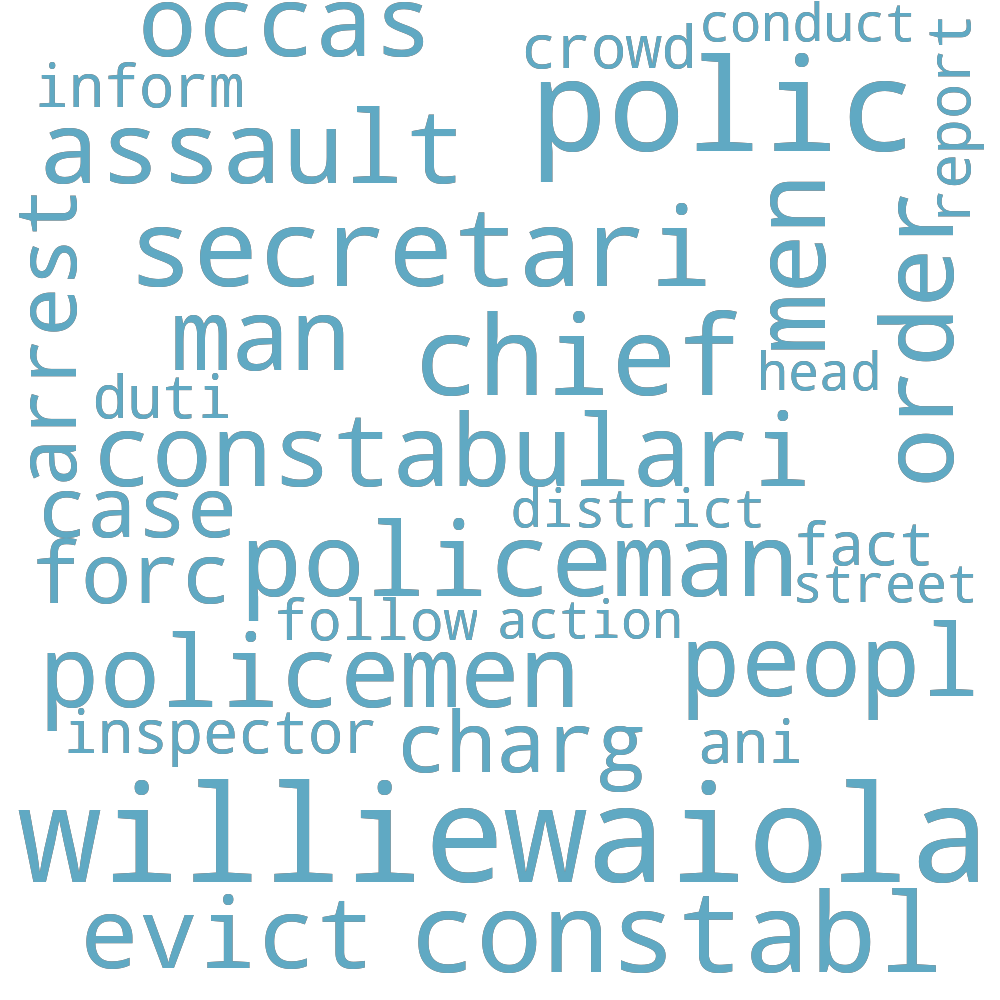 occas
crowd
conduct
report
inform
polic
assault
men
arrest
secretari
order
man
chief
head
duti
constabulari
case
district
forc
policeman
fact
street
follow
action
policemen
peopl
inspector
charg
ani
williewaiola
evict
constabl